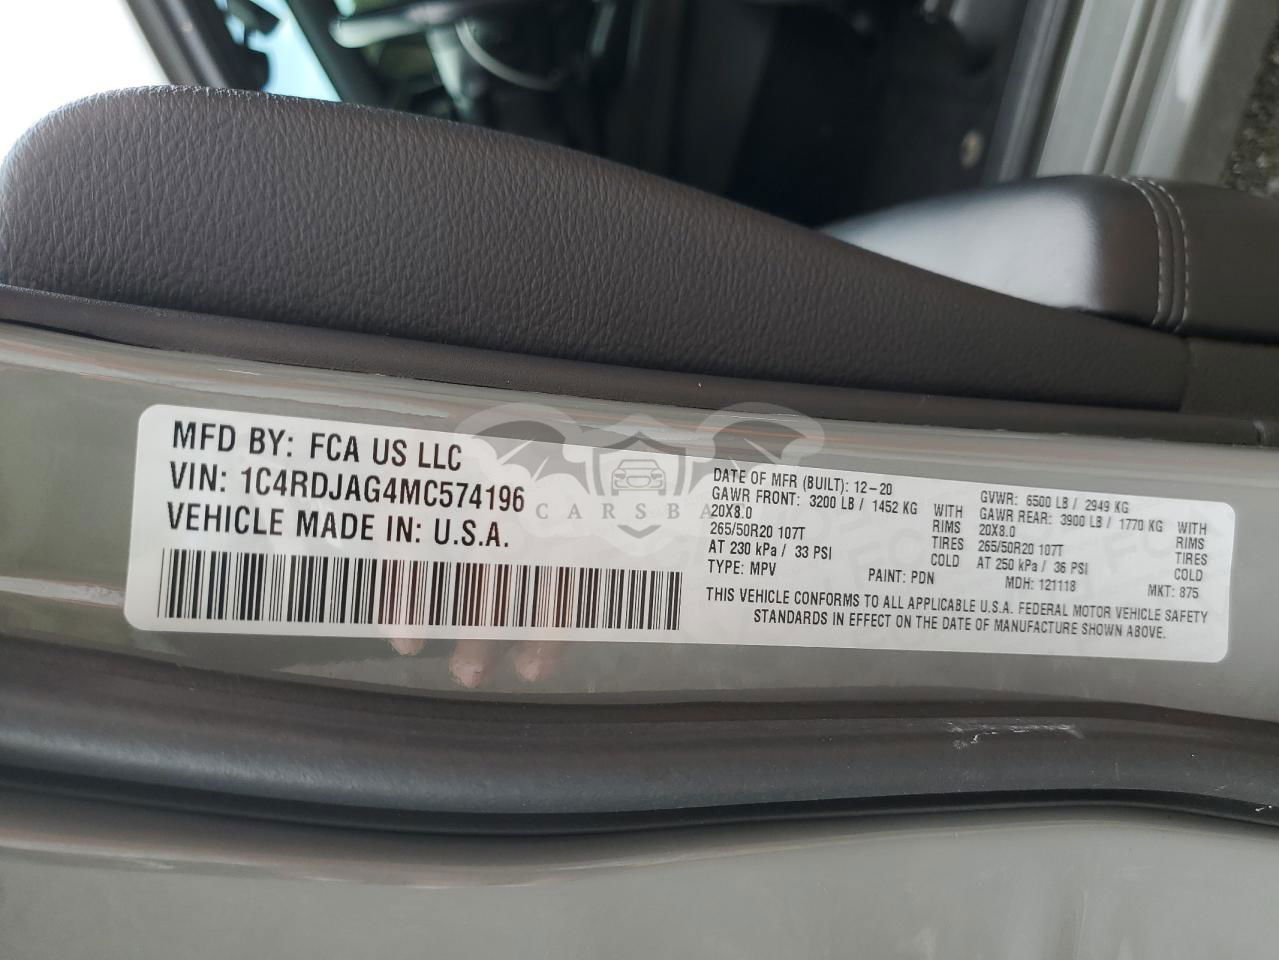 MFD BY: FCA US LLC
VIN: 1C4RDJAG4MC574196
VEHICLE MADE IN: U.S.A.
CARSBA
DATE OF MFR (BUILT): 12-20
GAWR FRONT: 3200 LB / 1452 KG WITH
20X8.0 RIMS
265/50R20 107T TIRES
AT 230 kPa / 33 PSI COLD
TYPE: MPV PAINT: PDN
GVWR: 6500 LB / 2949 KG
GAWR REAR: 3900 LB / 1770 KG WITH
20X8.0 RIMS
265/50R20 107T TIRES
AT 250 kPa / 36 PSI COLD
MDH: 121118 MKT: 875
THIS VEHICLE CONFORMS TO ALL APPLICABLE U.S.A. FEDERAL MOTOR VEHICLE SAFETY
STANDARDS IN EFFECT ON THE DATE OF MANUFACTURE SHOWN ABOVE.